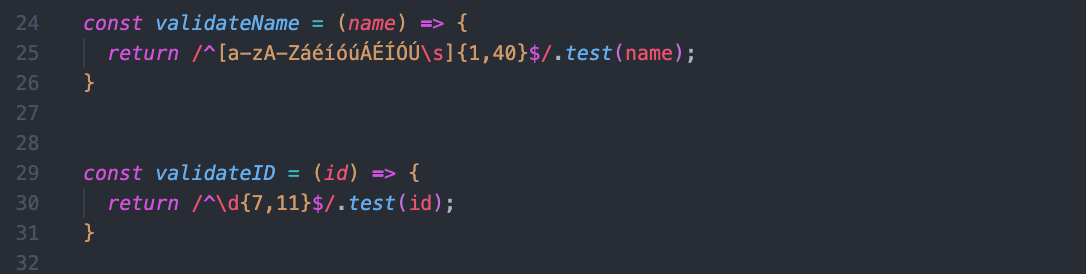 24 const validateName = (name) => {
25 return /^[a-zA-ZáéíóúÁÉÍÓÚ\s]{1,40}$/.test(name);
26 }
27
28
29 const validateID = (id) => {
30 return /^\d{7,11}$/.test(id);
31 }
32